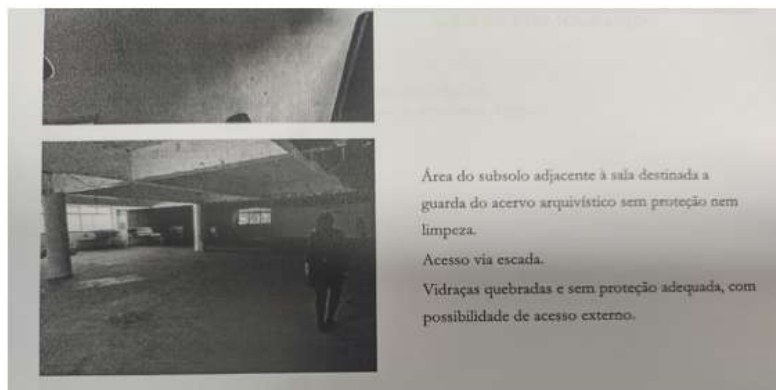 Área do subsolo adjacente à sala destinada a
guarda do acervo arquivístico sem proteção nem
limpeza.
Acesso via escada.
Vidraças quebradas e sem proteção adequada, com
possibilidade de acesso externo.